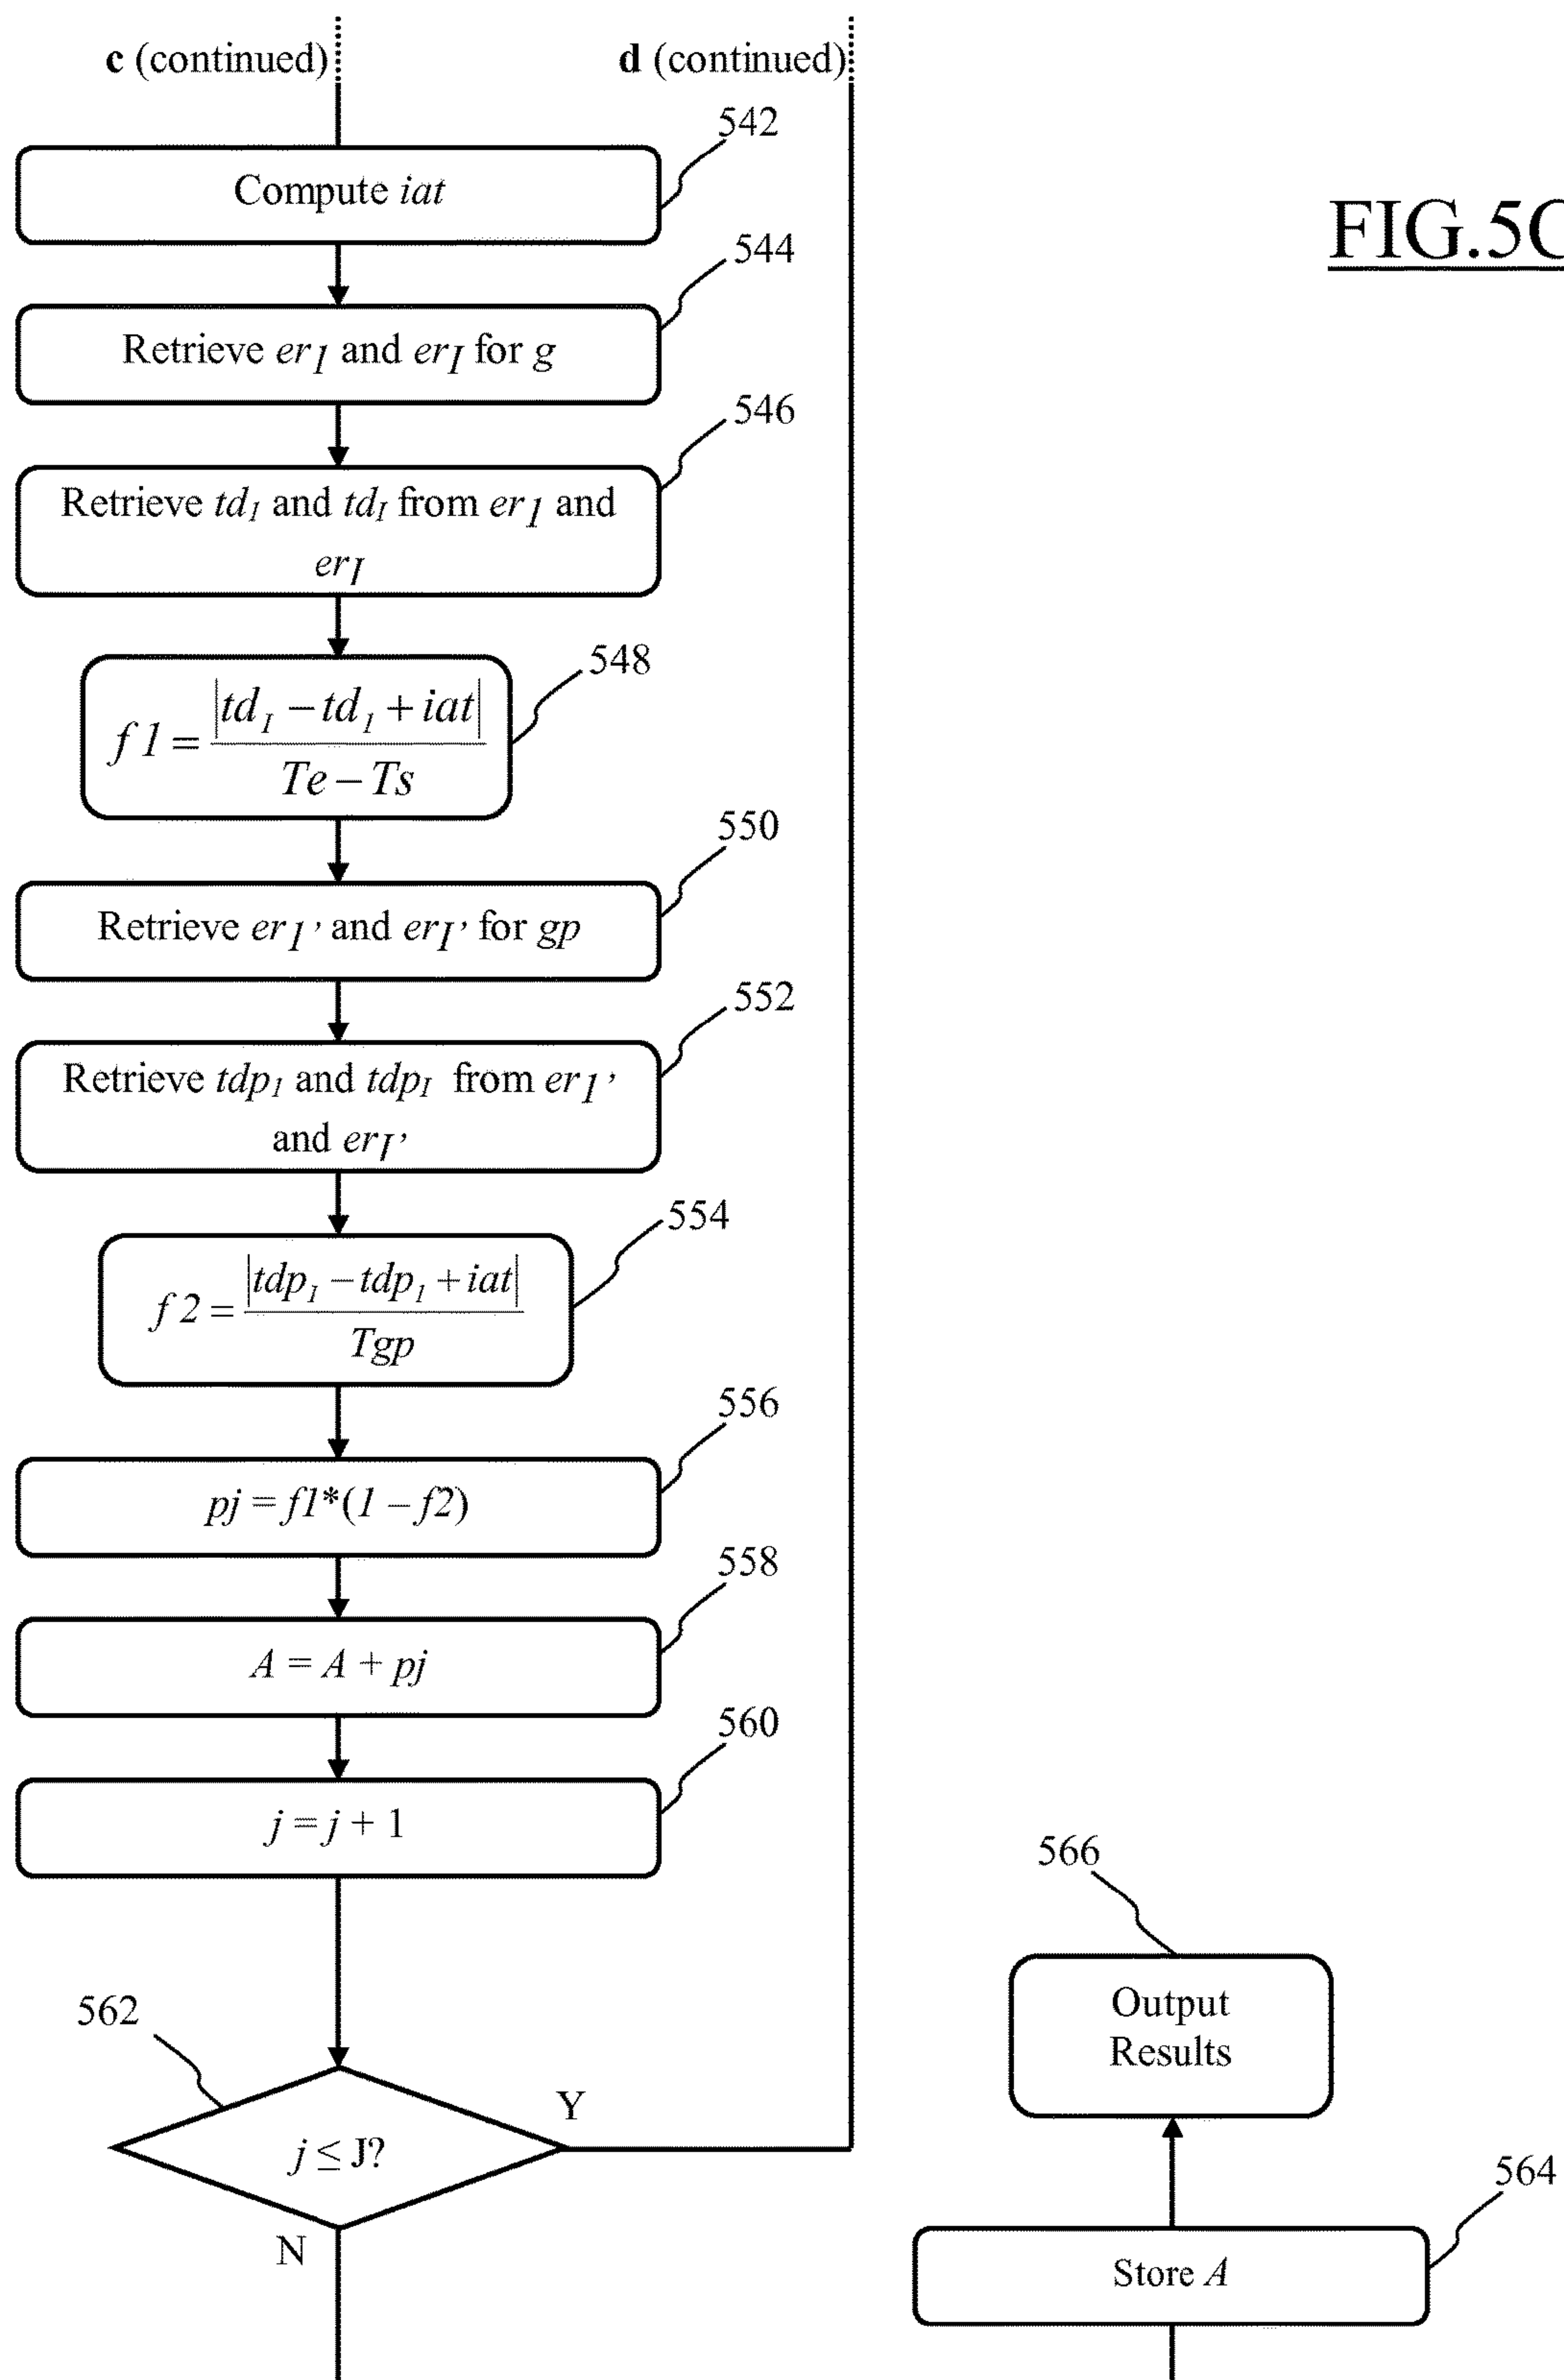 c (continued)
d (continued)
542
Compute iat
FIG.5C
544
Retrieve er1 and erI for g
546
Retrieve td1 and tdI from er1 and
erI
548
f1 = |tdI − td1 + iat|
Te − Ts
550
Retrieve er1’ and erI’ for gp
552
Retrieve tdp1 and tdpI from er1’
and erI’
554
f2 = |tdpI − tdp1 + iat|
Tgp
556
pj = f1*(1 – f2)
558
A = A + pj
560
j = j + 1
566
Output
Results
562
Y
j ≤ J?
564
N
Store A